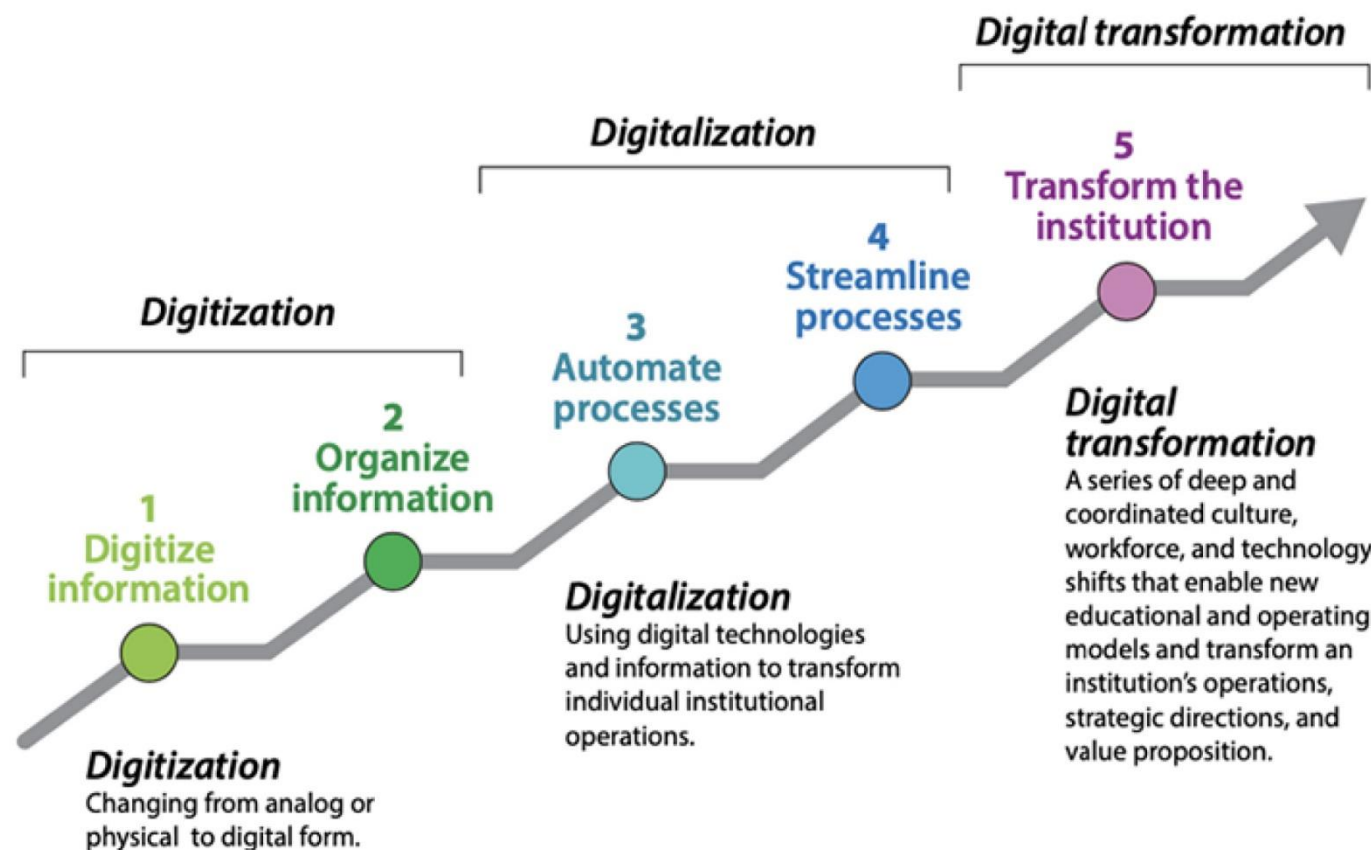 Digital transformation
Digitalization
Digitization
1
Digitize
information
2
Organize
information
3
Automate
processes
4
Streamline
processes
5
Transform the
institution
Digitization
Changing from analog or
physical to digital form.
Digitalization
Using digital technologies
and information to transform
individual institutional
operations.
Digital
transformation
A series of deep and
coordinated culture,
workforce, and technology
shifts that enable new
educational and operating
models and transform an
institution's operations,
strategic directions, and
value proposition.